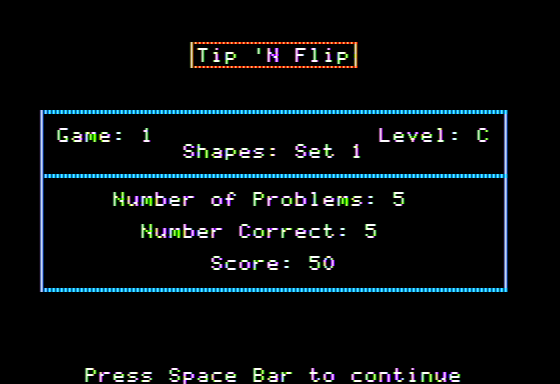 Tip 'N Flip
Game: 1 Level: C
Shapes: Set 1
Number of Problems: 5
Number Correct: 5
Score: 50
Press Space Bar to continue